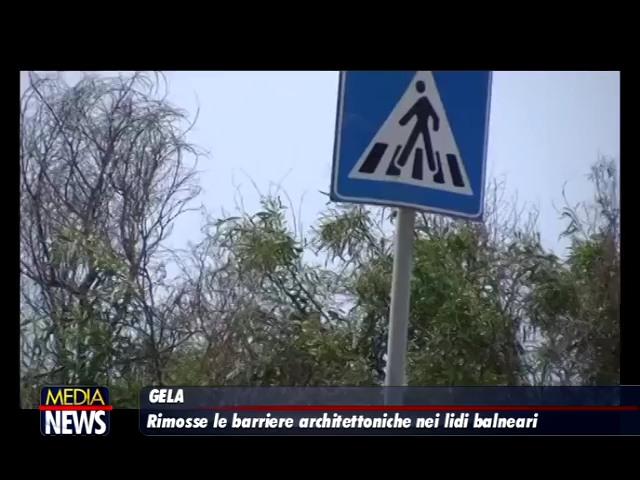 MEDIA
NEWS
GELA
Rimosse le barriere architettoniche nei lidi balneari